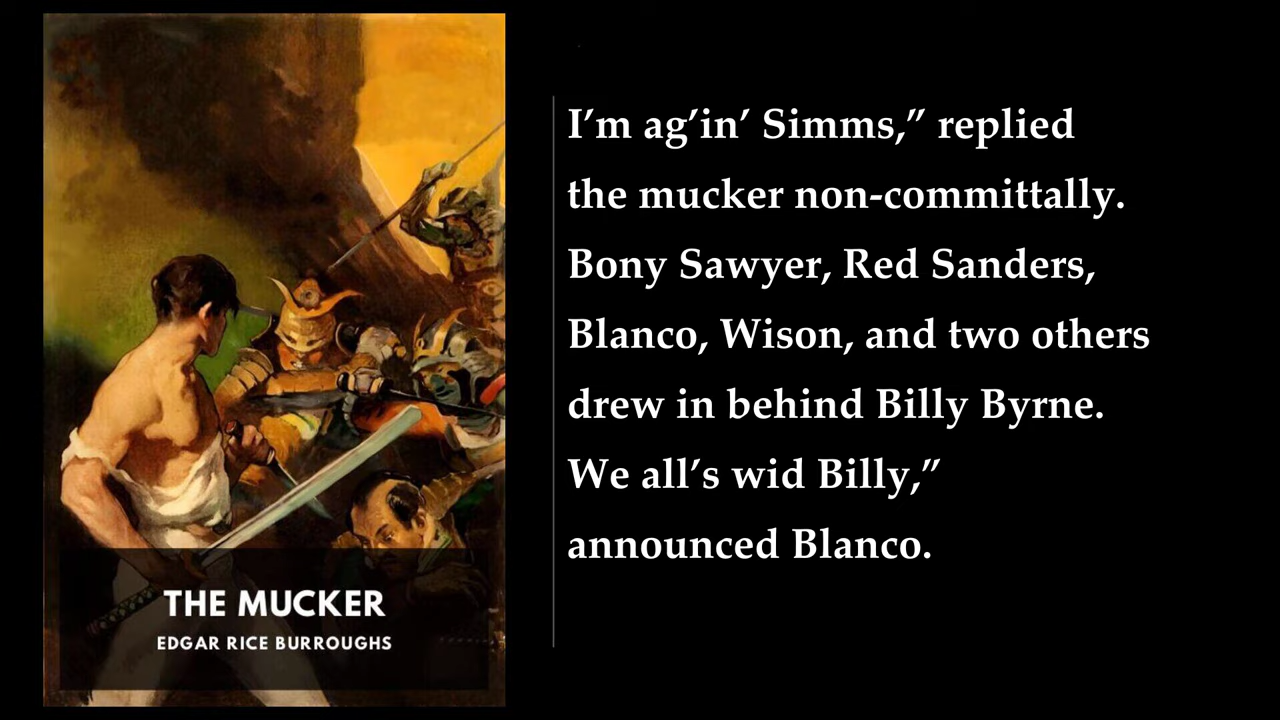 I’m ag’in’ Simms,” replied
the mucker non-committally.
Bony Sawyer, Red Sanders,
Blanco, Wison, and two others
drew in behind Billy Byrne.
We all’s wid Billy,”
announced Blanco.
THE MUCKER
EDGAR RICE BURROUGHS